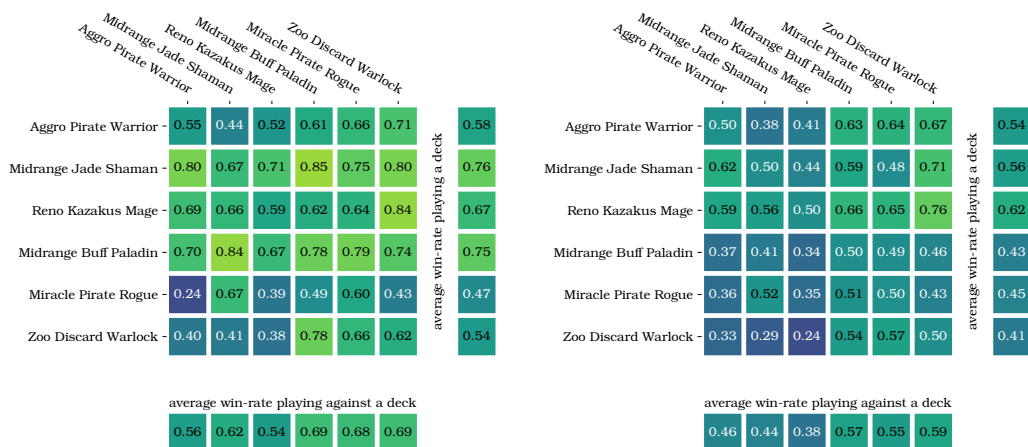 Aggro Pirate Warrior
Midrange Jade Shaman
Reno Kazakus Mage
Midrange Buff Paladin
Miracle Pirate Rogue
Zoo Discard Warlock
Aggro Pirate Warrior 0.55 0.44 0.52 0.61 0.66 0.71 0.58
Midrange Jade Shaman 0.80 0.67 0.71 0.85 0.75 0.80 0.76
Reno Kazakus Mage 0.69 0.66 0.59 0.62 0.64 0.84 0.67
Midrange Buff Paladin 0.70 0.84 0.67 0.78 0.79 0.74 0.75
Miracle Pirate Rogue 0.24 0.67 0.39 0.49 0.60 0.43 0.47
Zoo Discard Warlock 0.40 0.41 0.38 0.78 0.66 0.62 0.54
average win-rate playing a deck
average win-rate playing against a deck
0.56 0.62 0.54 0.69 0.68 0.69
Aggro Pirate Warrior
Midrange Jade Shaman
Reno Kazakus Mage
Midrange Buff Paladin
Miracle Pirate Rogue
Zoo Discard Warlock
Aggro Pirate Warrior 0.50 0.38 0.41 0.63 0.64 0.67 0.54
Midrange Jade Shaman 0.62 0.50 0.44 0.59 0.48 0.71 0.56
Reno Kazakus Mage 0.59 0.56 0.50 0.66 0.65 0.76 0.62
Midrange Buff Paladin 0.37 0.41 0.34 0.50 0.49 0.46 0.43
Miracle Pirate Rogue 0.36 0.52 0.35 0.51 0.50 0.43 0.45
Zoo Discard Warlock 0.33 0.29 0.24 0.54 0.57 0.50 0.41
average win-rate playing a deck
average win-rate playing against a deck
0.46 0.44 0.38 0.57 0.55 0.59